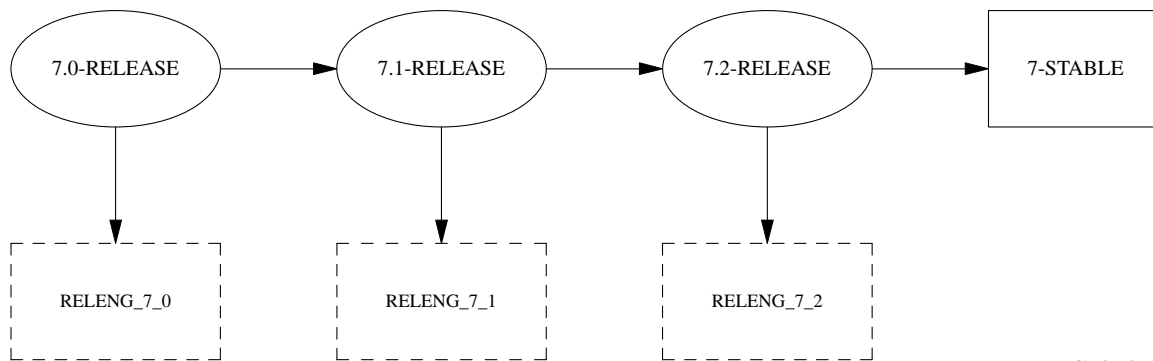 7.0-RELEASE
7.1-RELEASE
7.2-RELEASE
7-STABLE
RELENG_7_0
RELENG_7_1
RELENG_7_2